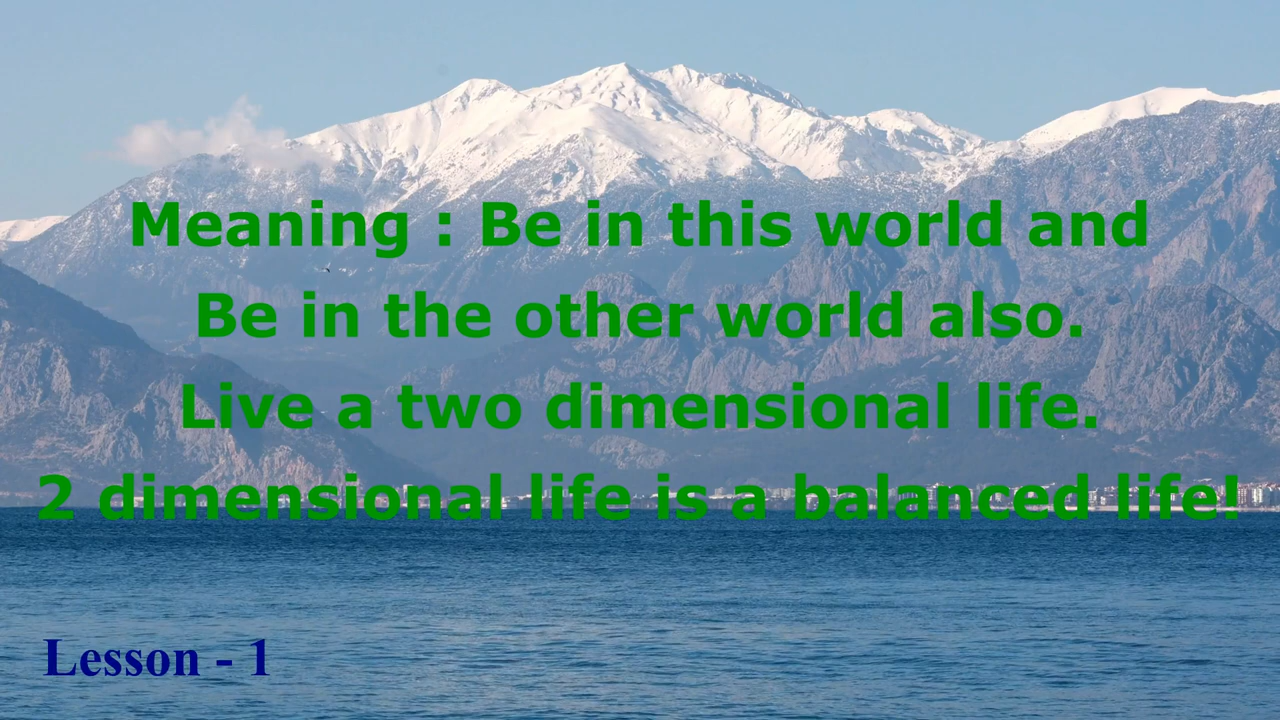 Meaning : Be in this world and
Be in the other world also.
Live a two dimensional life.
2 dimensional life is a balanced life!
Lesson - 1